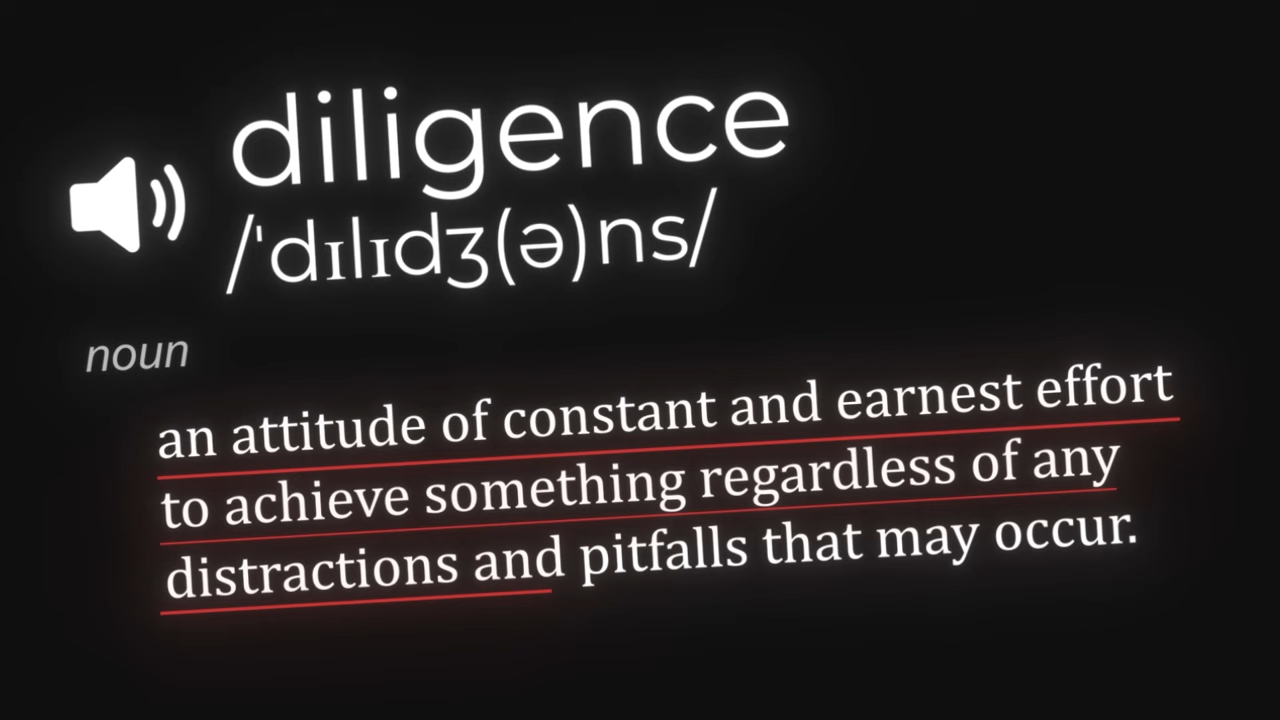 diligence
/ˈdɪlɪdʒ(ə)ns/
noun
an attitude of constant and earnest effort
to achieve something regardless of any
distractions and pitfalls that may occur.